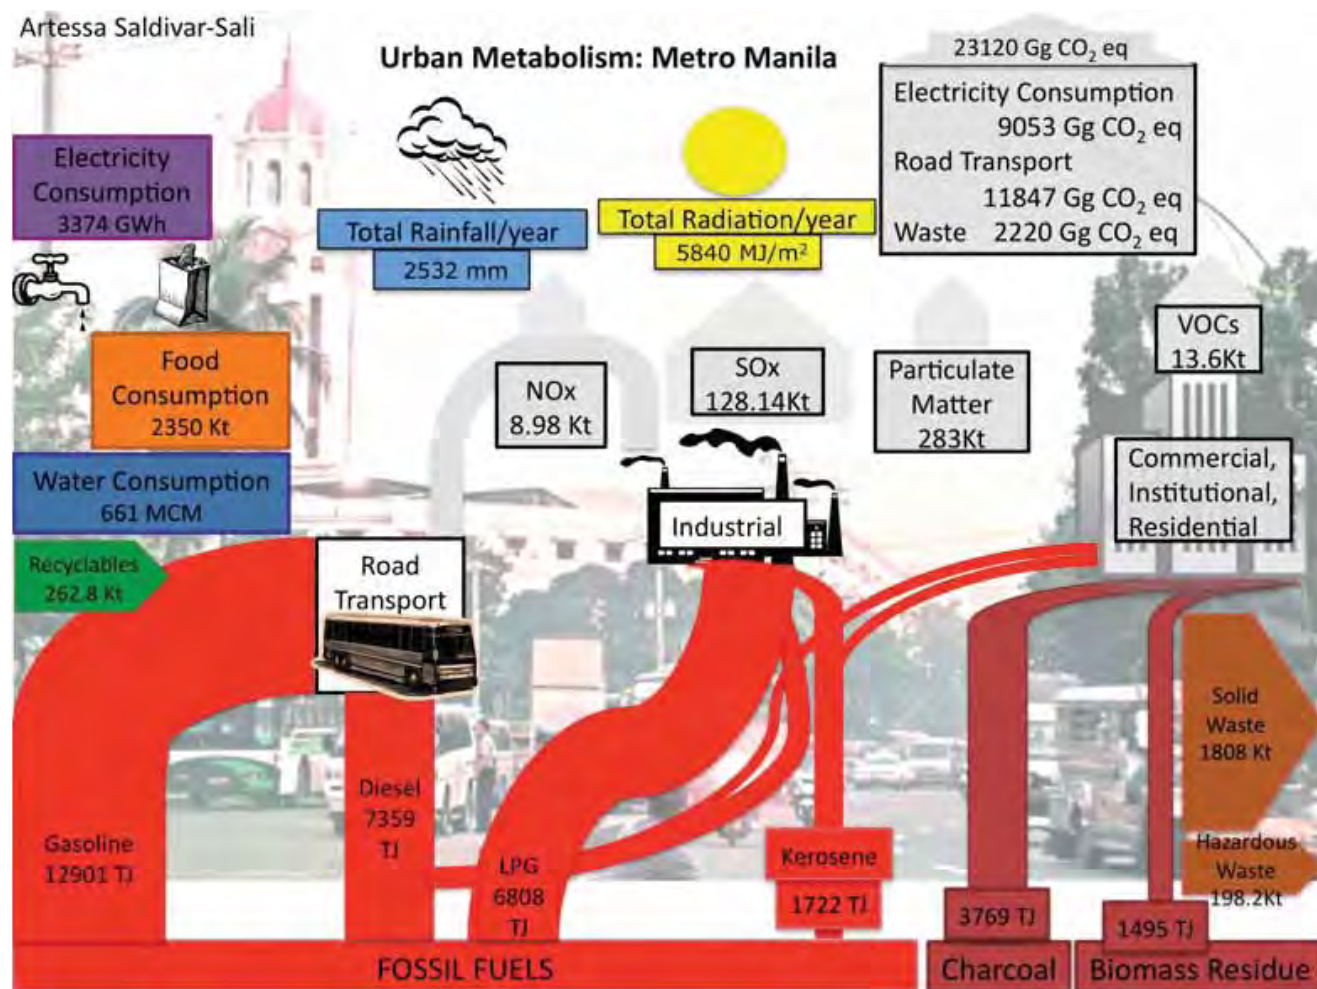 Artessa Saldivar-Sali
Urban Metabolism: Metro Manila
23120 Gg CO₂ eq
Electricity Consumption
9053 Gg CO₂ eq
Road Transport
11847 Gg CO₂ eq
Waste 2220 Gg CO₂ eq
Electricity
Consumption
3374 GWh
Total Rainfall/year
2532 mm
Total Radiation/year
5840 MJ/m²
Food
Consumption
2350 Kt
Water Consumption
661 MCM
Recyclables
262.8 Kt
NOx
8.98 Kt
SOx
128.14Kt
Particulate
Matter
283Kt
VOCs
13.6Kt
Commercial,
Institutional,
Residential
Industrial
Road
Transport
Gasoline
12901 TJ
Diesel
7359
TJ
LPG
6808
TJ
Kerosene
1722 TJ
3769 TJ
1495 TJ
Solid
Waste
1808 Kt
Hazardous
Waste
198.2Kt
FOSSIL FUELS
Charcoal
Biomass Residue